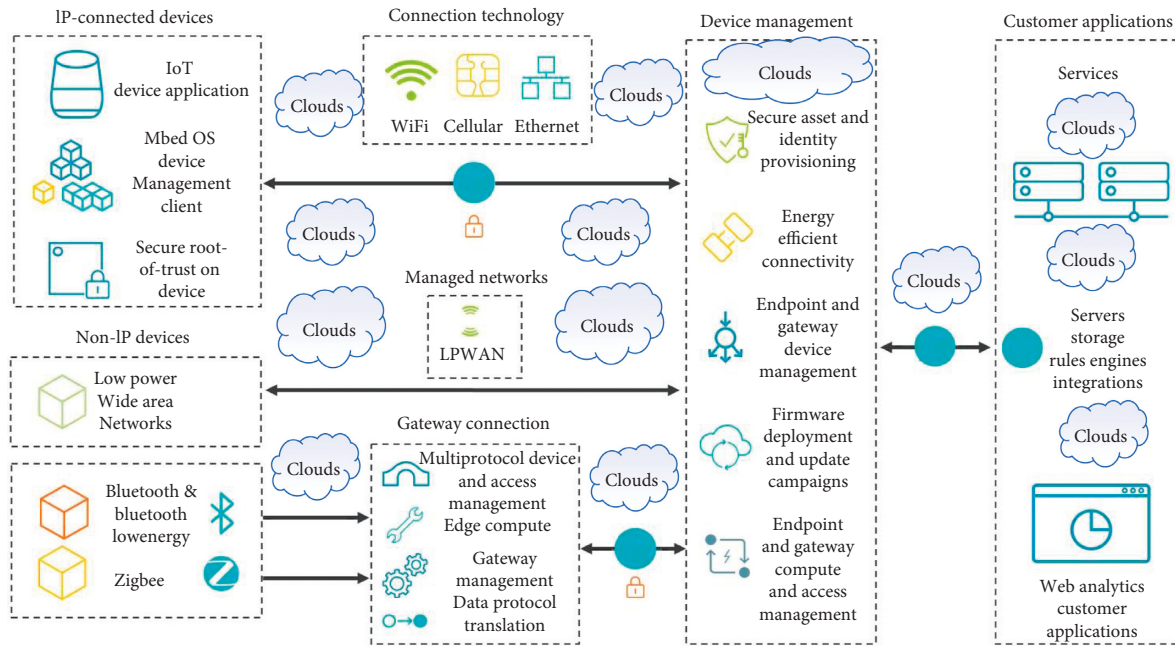 IP-connected devices
IoT
device application
Mbed OS
device
Management
client
Secure root-
of-trust on
device
Non-IP devices
Low power
Wide area
Networks
Bluetooth &
bluetooth
lowenergy
Zigbee
Connection technology
WiFi
Cellular
Ethernet
Clouds
Clouds
Clouds
Clouds
Managed networks
LPWAN
Clouds
Clouds
Gateway connection
Clouds
Multiprotocol device
and access
management
Edge compute
Gateway
management
Data protocol
translation
Clouds
Device management
Clouds
Secure asset and
identity
provisioning
Energy
efficient
connectivity
Endpoint and
gateway
device
management
Firmware
deployment
and update
campaigns
Endpoint
and gateway
compute
and access
management
Clouds
Customer applications
Services
Clouds
Clouds
Servers
storage
rules engines
integrations
Clouds
Web analytics
customer
applications